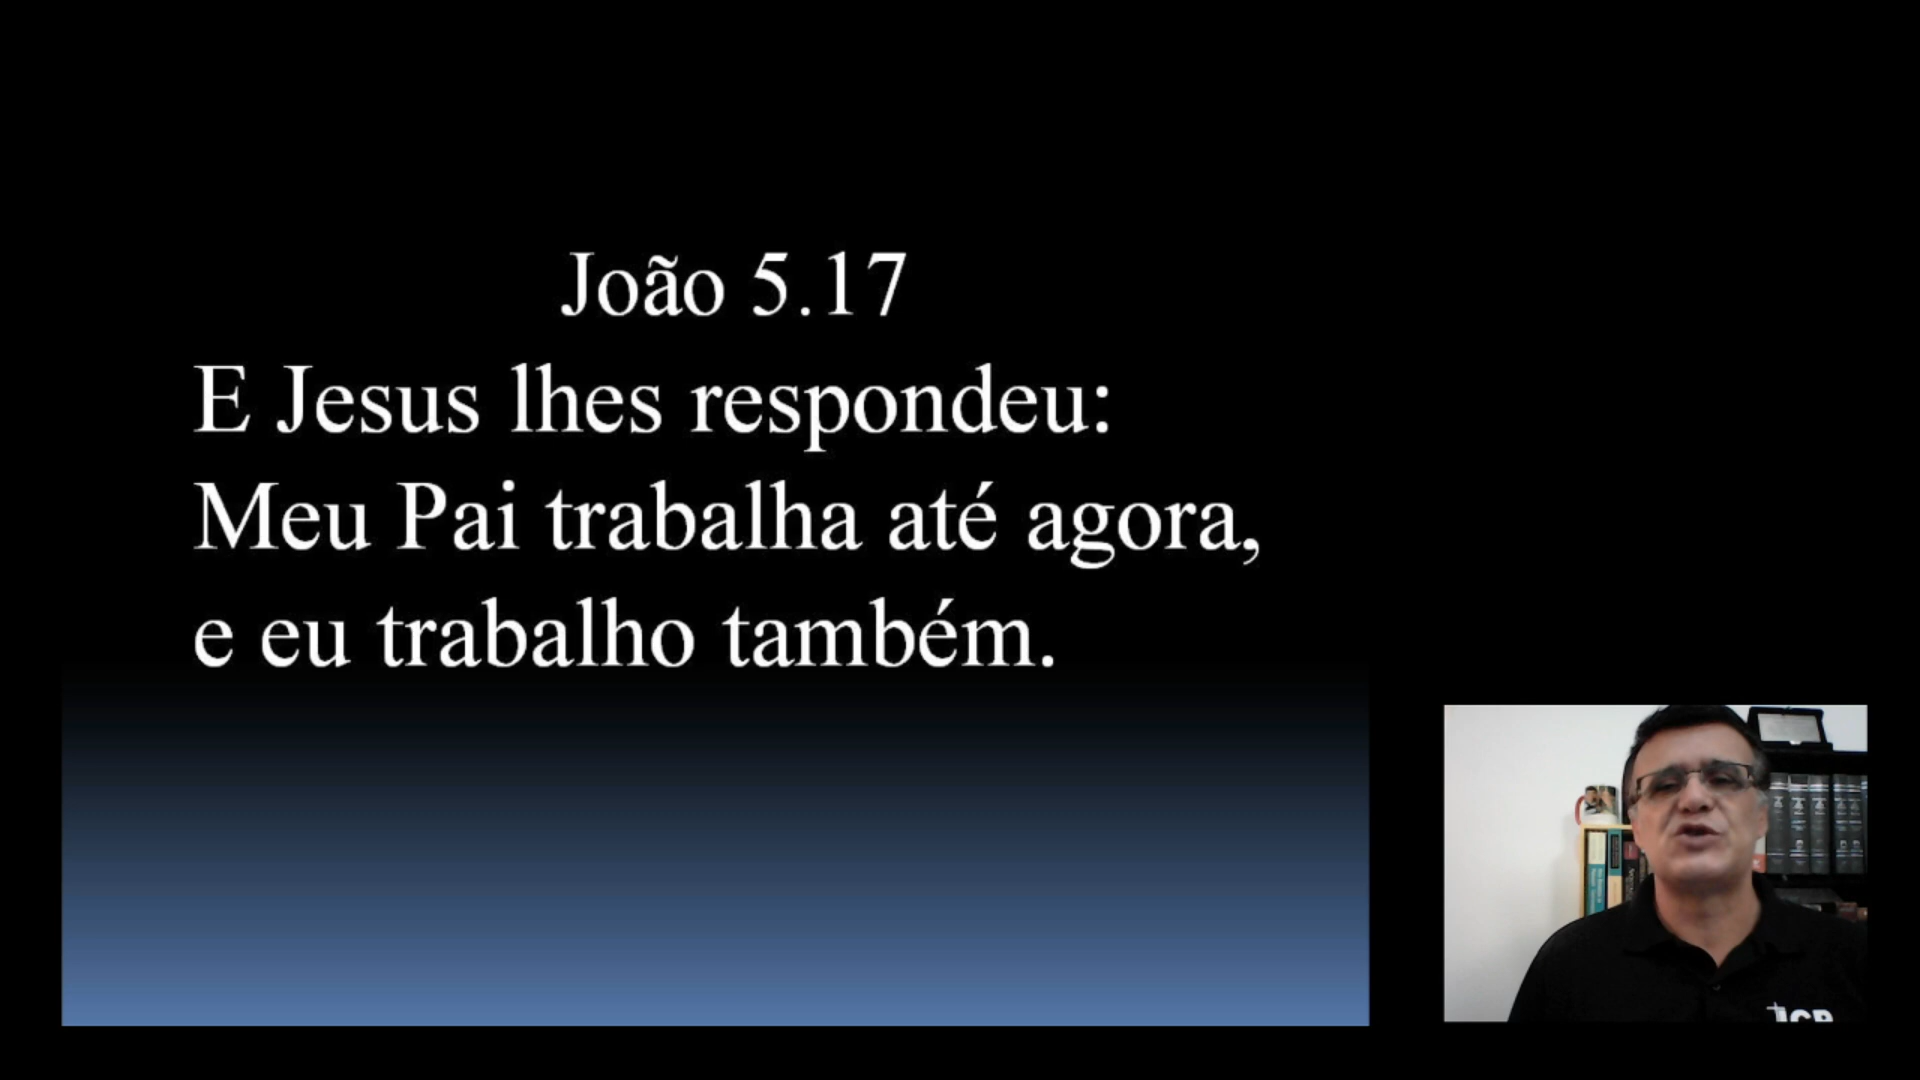 João 5.17
E Jesus lhes respondeu:
Meu Pai trabalha até agora,
e eu trabalho também.